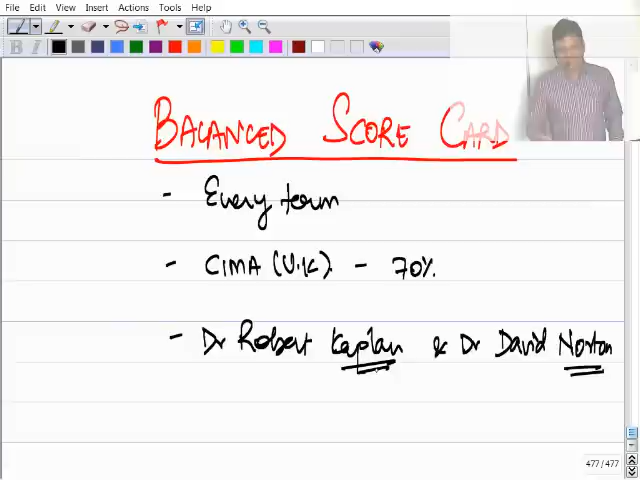 File Edit View Insert Actions Tools Help
B I
BALANCED SCORE CARD
- Every term
- CIMA (U.K). - 70%
- Dr Robert Kaplan & Dr David Norton
477 / 477